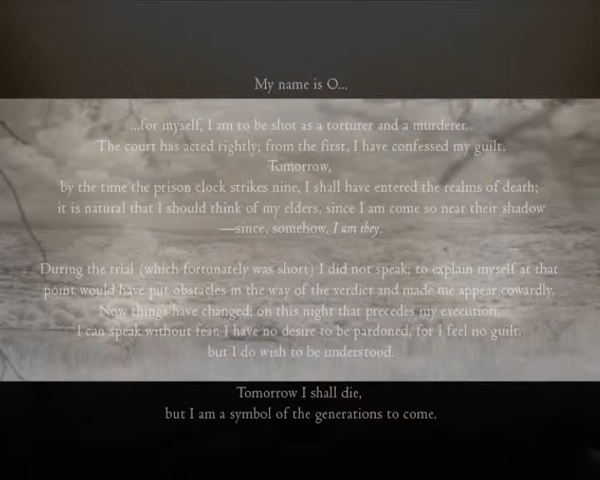 My name is O...
...for myself, I am to be shot as a torturer and a murderer.
The court has acted rightly; from the first, I have confessed my guilt.
Tomorrow,
by the time the prison clock strikes nine, I shall have entered the realms of death;
it is natural that I should think of my elders, since I am come so near their shadow
—since, somehow, I am they.
During the trial (which fortunately was short) I did not speak; to explain myself at that
point would have put obstacles in the way of the verdict and made me appear cowardly.
Now things have changed; on this night that precedes my execution,
I can speak without fear. I have no desire to be pardoned, for I feel no guilt,
but I do wish to be understood.
Tomorrow I shall die,
but I am a symbol of the generations to come.